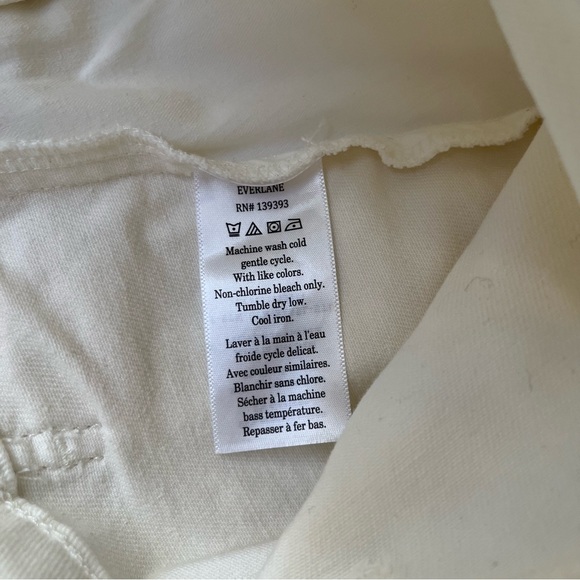 EVERLANE
RN# 139393
Machine wash cold
gentle cycle.
With like colors.
Non-chlorine bleach only.
Tumble dry low.
Cool iron.
Laver à la main à l'eau
froide cycle delicat.
Avec couleur similaires.
Blanchir sans chlore.
Sécher à la machine
bass température.
Repasser à fer bas.